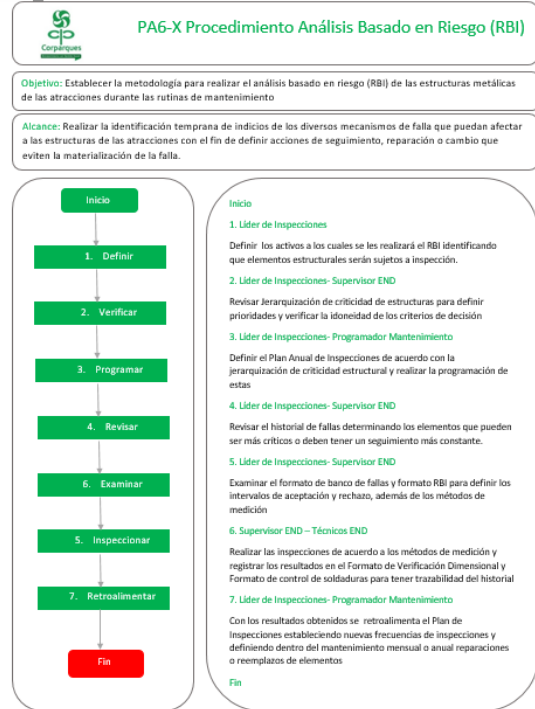 PA6-X Procedimiento Análisis Basado en Riesgo (RBI)
Corparques
Objetivo: Establecer la metodología para realizar el análisis basado en riesgo (RBI) de las estructuras metálicas
de las atracciones durante las rutinas de mantenimiento
Alcance: Realizar la identificación temprana de indicios de los diversos mecanismos de falla que puedan afectar
a las estructuras de las atracciones con el fin de definir acciones de seguimiento, reparación o cambio que
eviten la materialización de la falla.
Inicio
1. Definir
2. Verificar
3. Programar
4. Revisar
6. Examinar
5. Inspeccionar
7. Retroalimentar
Fin
Inicio
1. Líder de Inspecciones
Definir los activos a los cuales se les realizará el RBI identificando
que elementos estructurales serán sujetos a inspección.
2. Líder de Inspecciones- Supervisor END
Revisar Jerarquización de criticidad de estructuras para definir
prioridades y verificar la idoneidad de los criterios de decisión
3. Líder de Inspecciones- Programador Mantenimiento
Definir el Plan Anual de Inspecciones de acuerdo con la
jerarquización de criticidad estructural y realizar la programación de
estas
4. Líder de Inspecciones- Supervisor END
Revisar el historial de fallas determinando los elementos que pueden
ser más críticos o deben tener un seguimiento más constante.
5. Líder de Inspecciones- Supervisor END
Examinar el formato de banco de fallas y formato RBI para definir los
intervalos de aceptación y rechazo, además de los métodos de
medición
6. Supervisor END – Técnicos END
Realizar las inspecciones de acuerdo a los métodos de medición y
registrar los resultados en el Formato de Verificación Dimensional y
Formato de control de soldaduras para tener trazabilidad del historial
7. Líder de Inspecciones- Programador Mantenimiento
Con los resultados obtenidos se retroalimenta el Plan de
Inspecciones estableciendo nuevas frecuencias de inspecciones y
definiendo dentro del mantenimiento mensual o anual reparaciones
o reemplazos de elementos
Fin